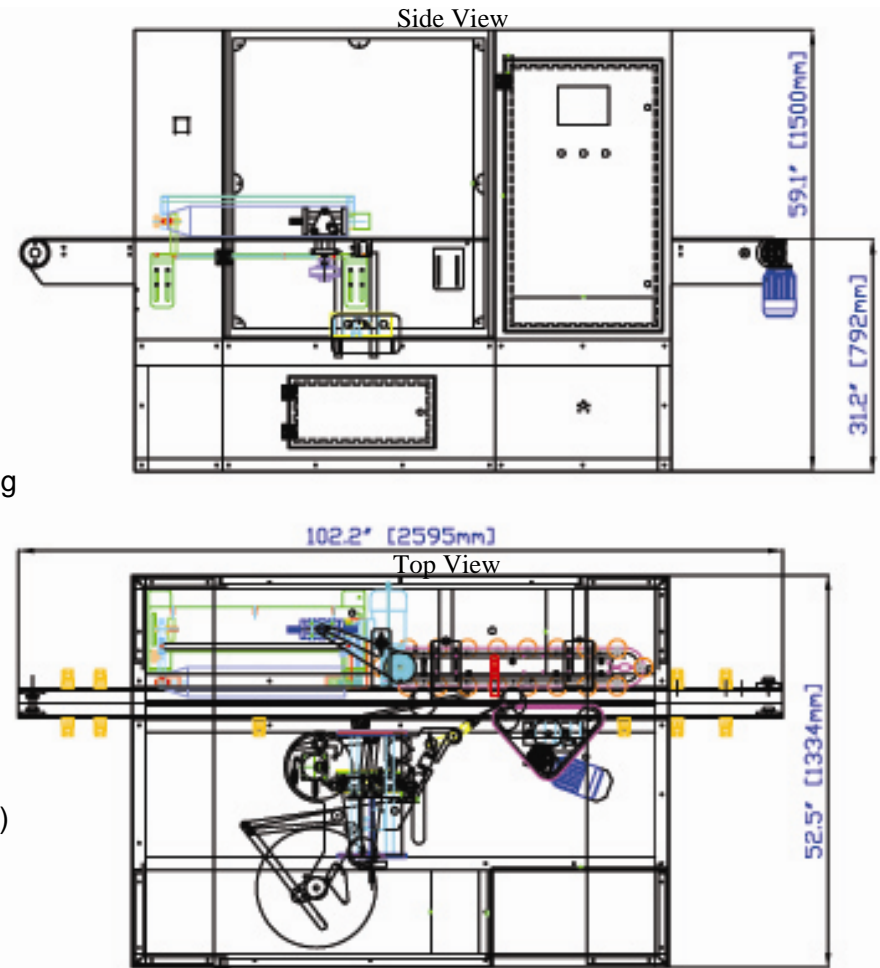 Side View
59.1" [1500mm]
31.2" [792mm]
g
102.2" [2595mm]
Top View
52.5" [1334mm]
)